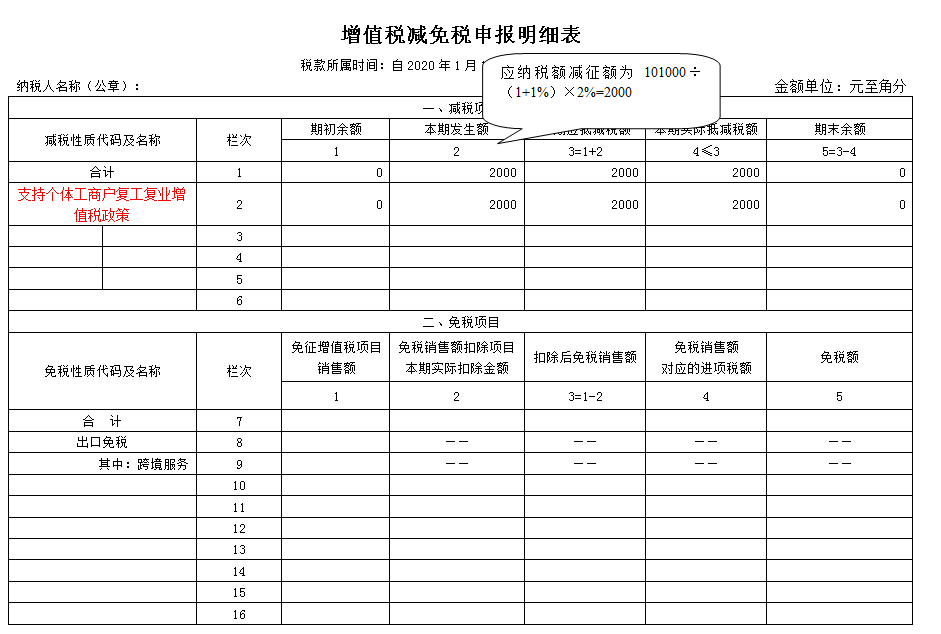 增值税减免税申报明细表
税款所属时间：自 2020 年 1 月
应纳税额减征额为 101000÷
（1+1%）×2%=2000
纳税人名称（公章）：
金额单位：元至角分
一、减税项
减税性质代码及名称 栏次 期初余额 本期发生额 应抵减税额 本期实际抵减税额 期末余额
1 2 3=1+2 4≤3 5=3-4
合计 1 0 2000 2000 2000 0
支持个体工商户复工复业增
值税政策
2 0 2000 2000 2000 0
3
4
5
6
二、免税项目
免税性质代码及名称 栏次
免征增值税项目 免税销售额扣除项目 扣除后免税销售额 免税销售额 免税额
销售额 本期实际扣除金额 对应的进项税额
1 2 3=1-2 4 5
合 计 7
出口免税 8 —— —— —— ——
其中：跨境服务 9 —— —— —— ——
10
11
12
13
14
15
16